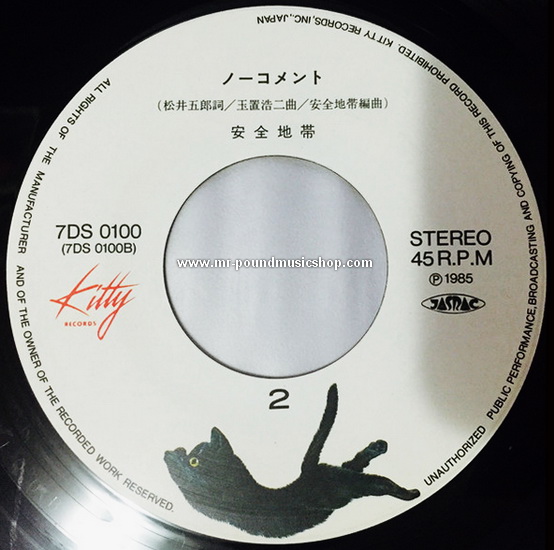 ノーコメント
(松井五郎詞/玉置浩二曲/安全地帯編曲)
安全地帯
7DS 0100
(7DS 0100B)
Kitty
RECORDS
STEREO
45 R.P.M
Ⓟ1985
JASRAC
www.mr-poundmusicshop.com
2
ALL RIGHTS OF THE MANUFACTURER AND OF THE OWNER OF THE RECORDED WORK RESERVED.
UNAUTHORIZED PUBLIC PERFORMANCE, BROADCASTING AND COPYING OF THIS RECORD PROHIBITED. KITTY RECORDS, INC., JAPAN